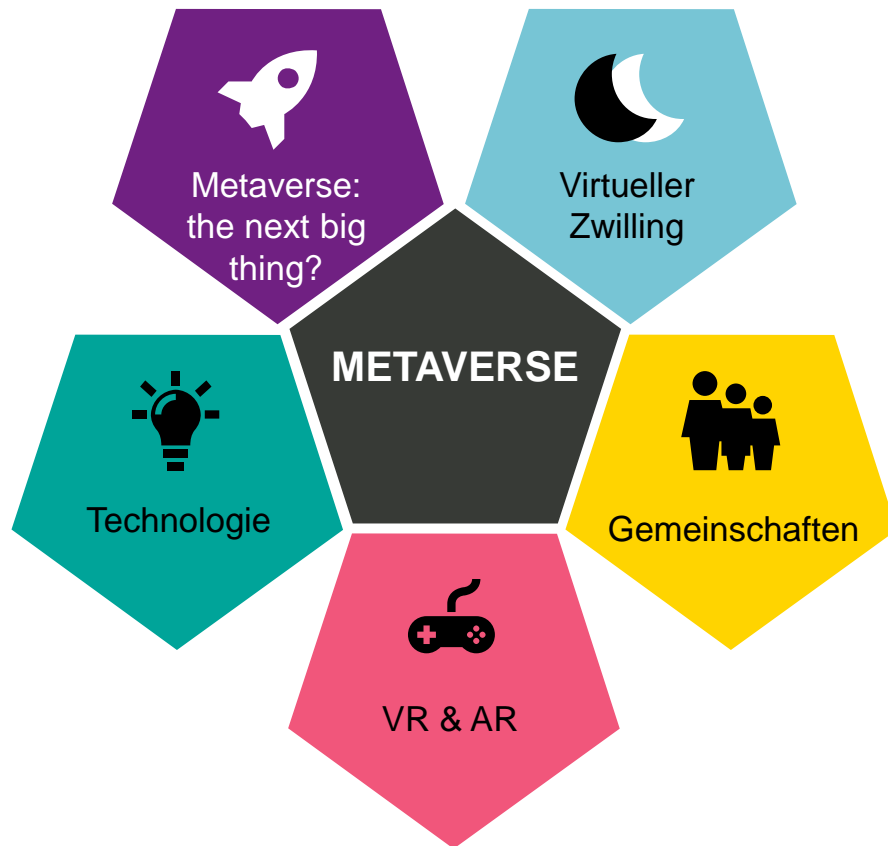 Metaverse:
the next big
thing?
Virtueller
Zwilling
METAVERSE
Technologie
Gemeinschaften
VR & AR